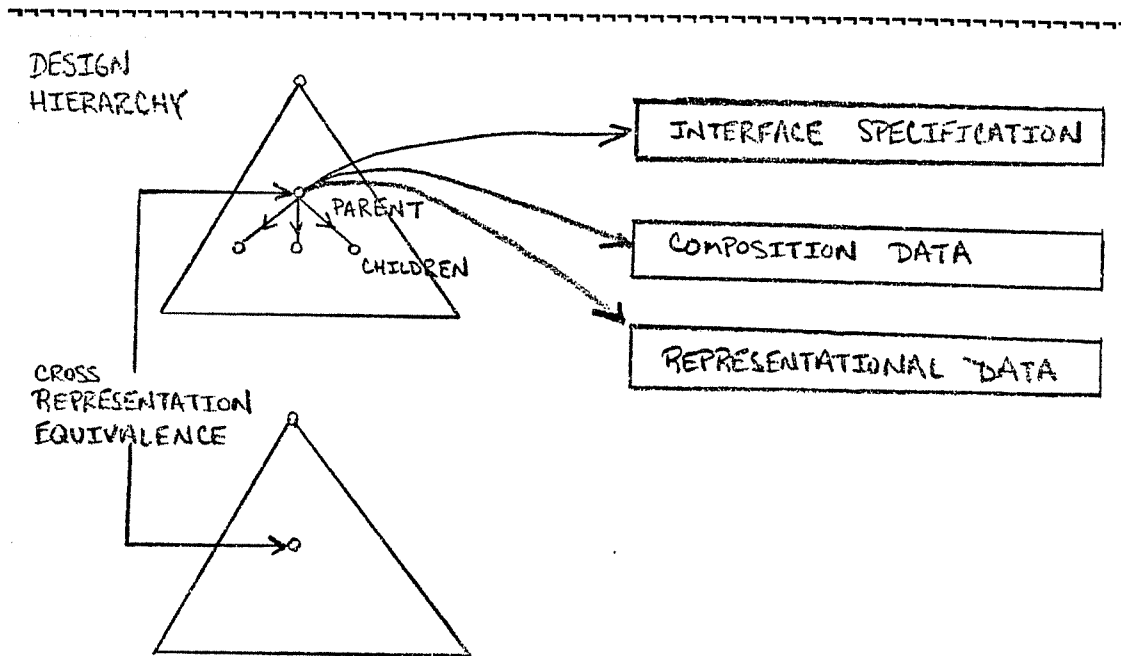 DESIGN
HIERARCHY
INTERFACE SPECIFICATION
PARENT
COMPOSITION DATA
CHILDREN
REPRESENTATIONAL DATA
CROSS
REPRESENTATION
EQUIVALENCE